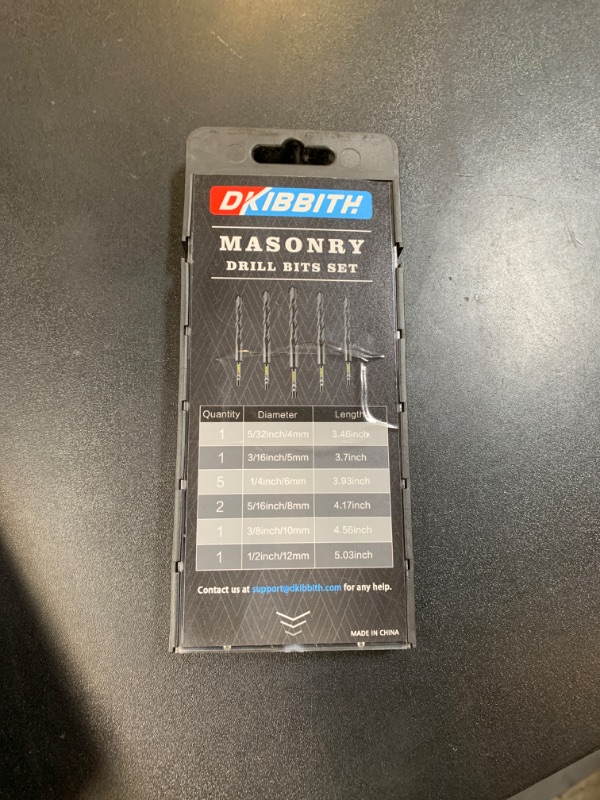 DKIBBITH
MASONRY
DRILL BITS SET
Quantity Diameter Length
1 5/32inch/4mm 3.46inch
1 3/16inch/5mm 3.7inch
5 1/4inch/6mm 3.93inch
2 5/16inch/8mm 4.17inch
1 3/8inch/10mm 4.56inch
1 1/2inch/12mm 5.03inch
Contact us at support@dkibbith.com for any help.
MADE IN CHINA